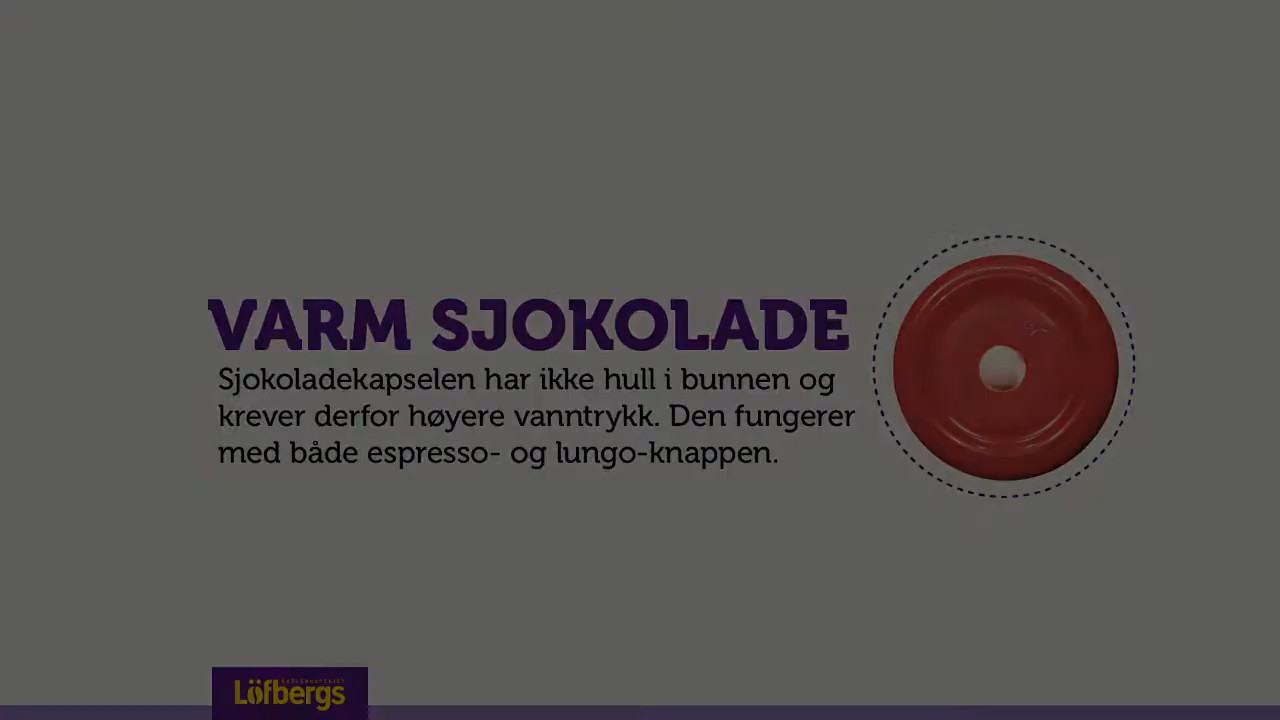 VARM SJOKOLADE
Sjokoladekapselen har ikke hull i bunnen og
krever derfor høyere vanntrykk. Den fungerer
med både espresso- og lungo-knappen.
Löfbergs